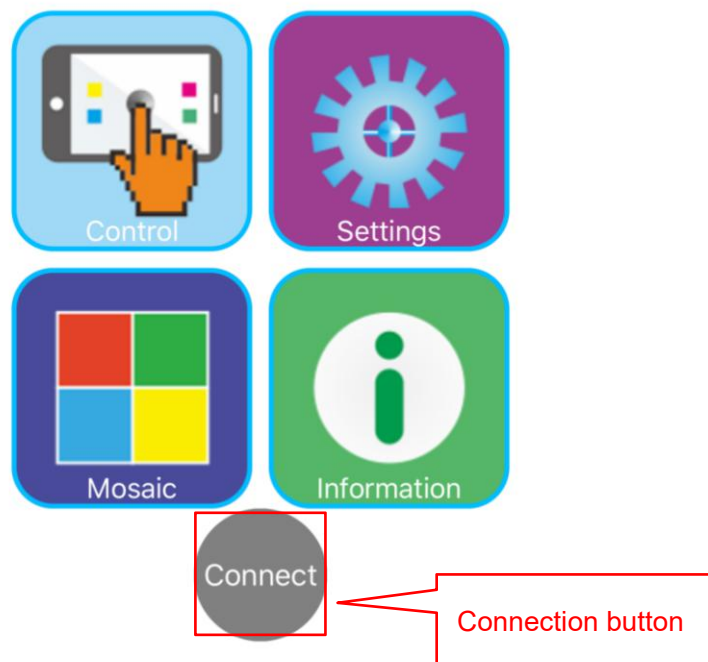 Control
Settings
Mosaic
Information
Connect
Connection button